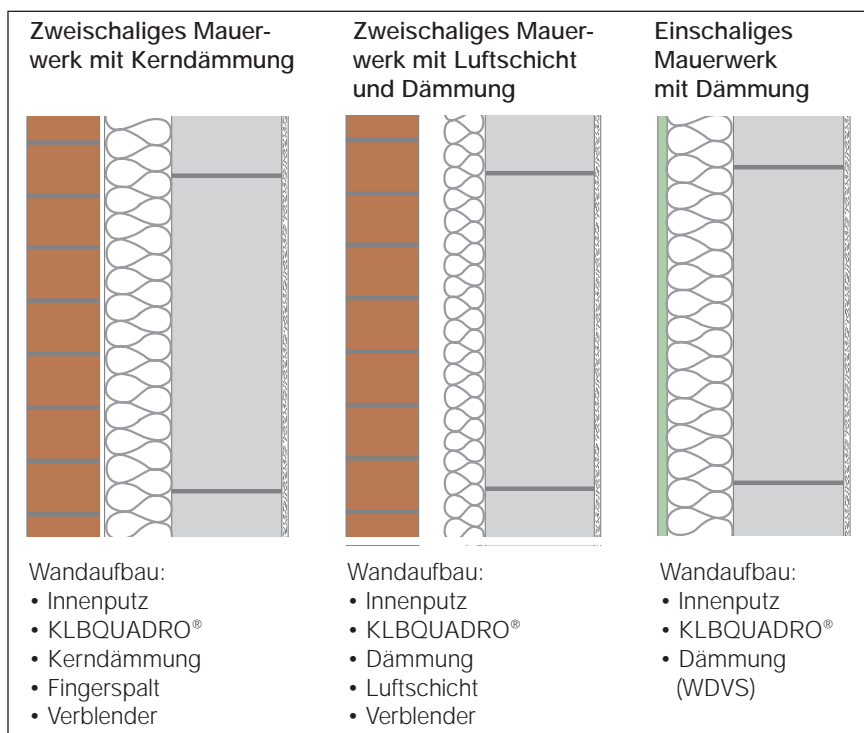 Zweischaliges Mauer-
werk mit Kerndämmung
Zweischaliges Mauer-
werk mit Luftschicht
und Dämmung
Einschaliges
Mauerwerk
mit Dämmung
Wandaufbau:
• Innenputz
• KLBQUADRO®
• Kerndämmung
• Fingerspalt
• Verblender
Wandaufbau:
• Innenputz
• KLBQUADRO®
• Dämmung
• Luftschicht
• Verblender
Wandaufbau:
• Innenputz
• KLBQUADRO®
• Dämmung
(WDVS)